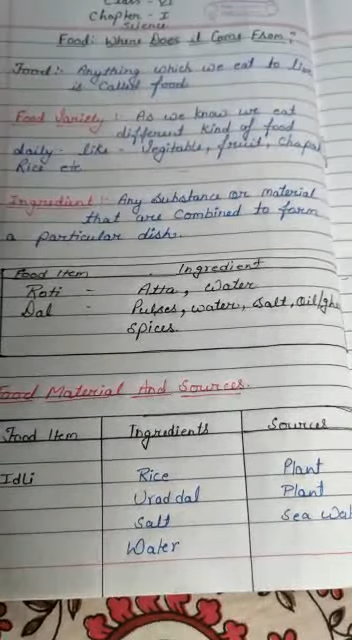 Class - VI
Chapter - I
Science
Food: Where Does it Come From?
Food:- Anything which we eat to live
is Called food.
Food Variety :- As we know we eat
different kind of food
daily - like - Vegitable, fruit, Chapa
Rice etc
Ingredient:- Any substance or material
that are combined to form
a particular dish.
Food Item - Ingredient
Roti - Atta, Water
Dal - Pulses, water, Salt, Oil/ghe
Spices.
Food Material And Sources.
Food Item Ingredients Sources
Idli Rice Plant
Urad dal Plant
Salt Sea Wat
Water